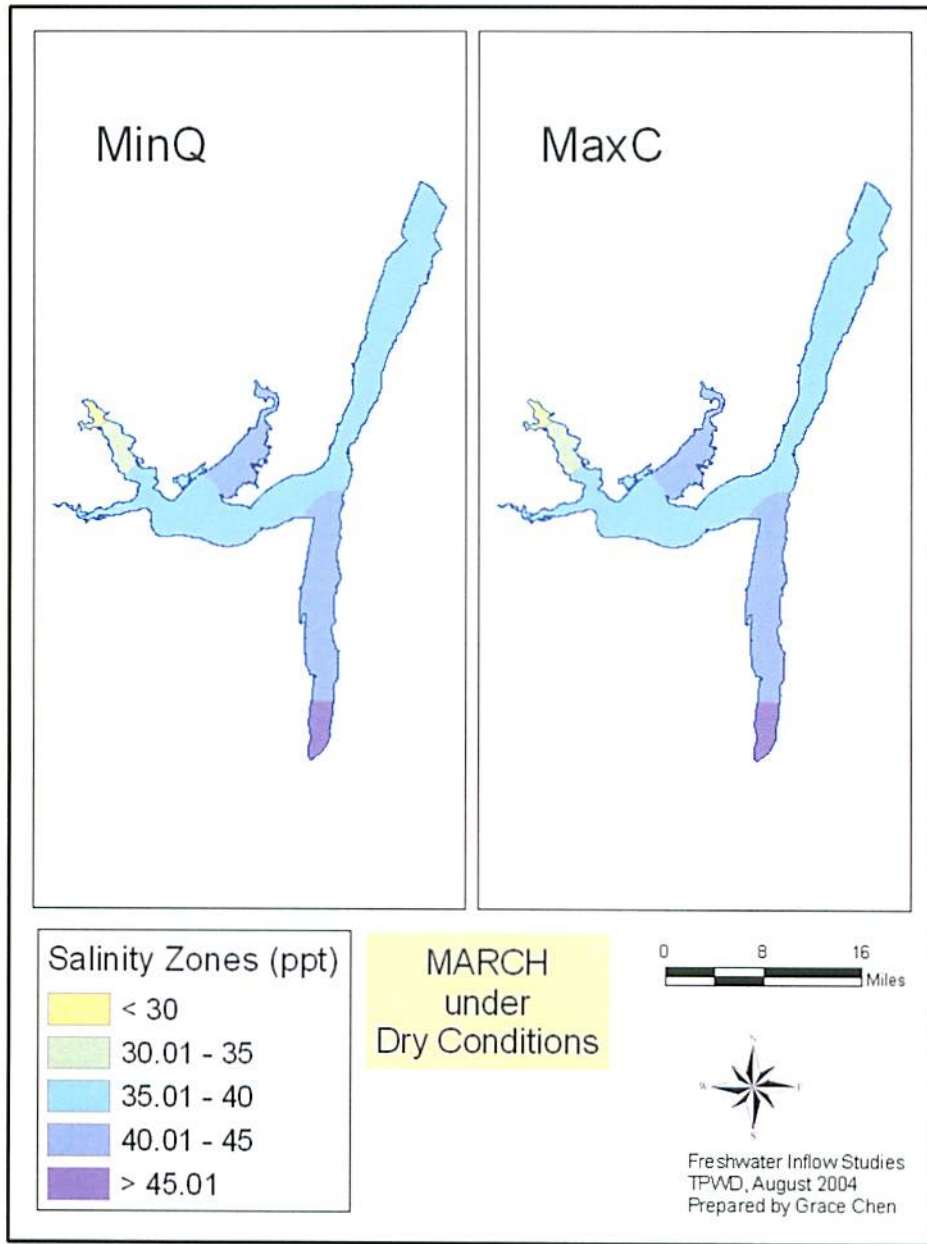 MinQ
MaxC
Salinity Zones (ppt)
< 30
30.01 - 35
35.01 - 40
40.01 - 45
> 45.01
MARCH
under
Dry Conditions
0 8 16
Miles
N
W E
S
Freshwater Inflow Studies
TPWD, August 2004
Prepared by Grace Chen